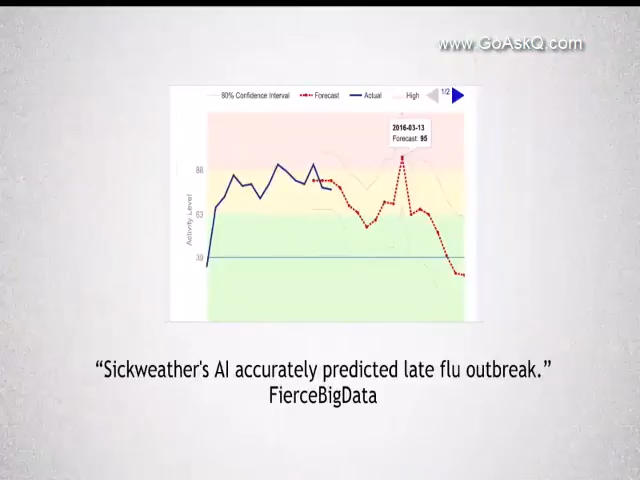 www.GoAskQ.com
80% Confidence Interval Forecast Actual High 1/2
2016-03-13
Forecast: 95
88
63
39
Activity Level
“Sickweather's AI accurately predicted late flu outbreak.”
FierceBigData